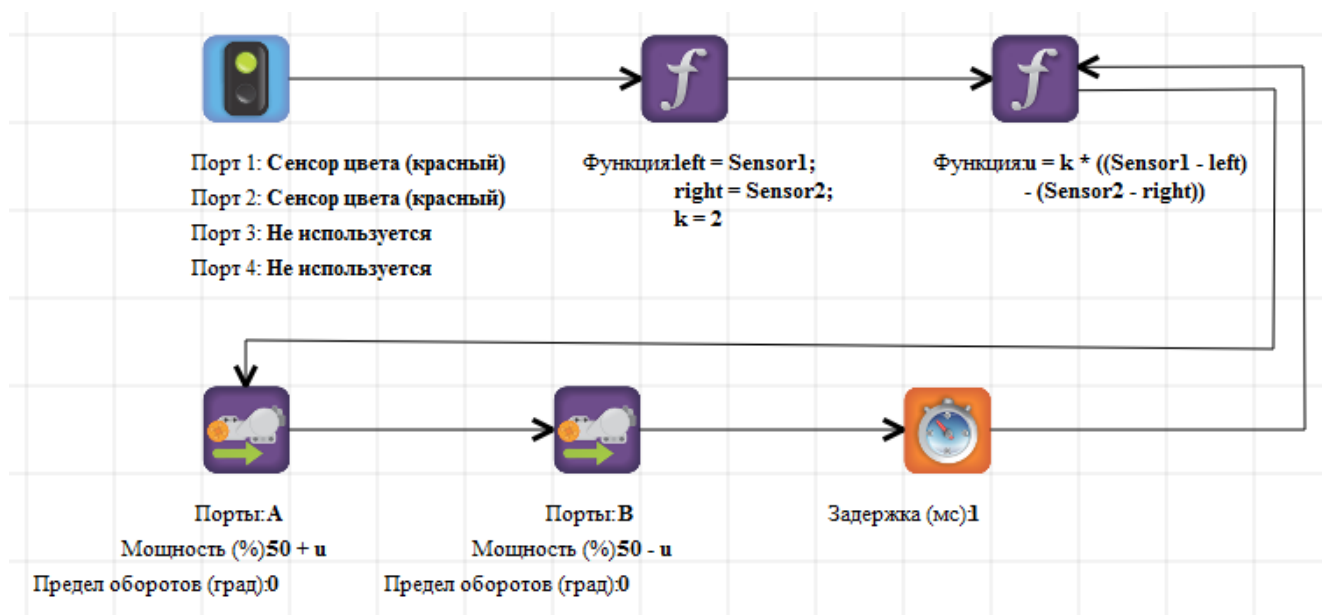 Порт 1: Сенсор цвета (красный)
Порт 2: Сенсор цвета (красный)
Порт 3: Не используется
Порт 4: Не используется
Функция:left = Sensor1;
right = Sensor2;
k = 2
Функция:u = k * ((Sensor1 - left)
- (Sensor2 - right))
Порты:A
Мощность (%)50 + u
Предел оборотов (град):0
Порты:B
Мощность (%)50 - u
Предел оборотов (град):0
Задержка (мс):1